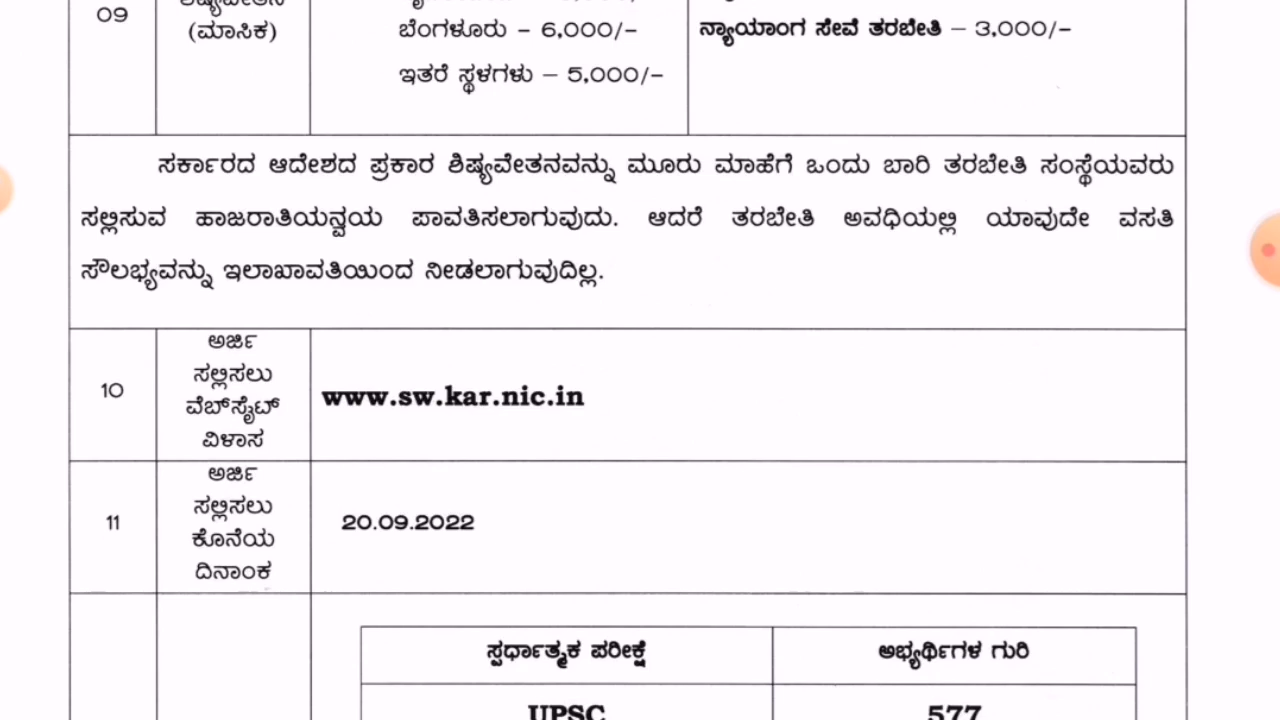 09
(ಮಾಸಿಕ)
ಬೆಂಗಳೂರು – 6,000/–
ಇತರೆ ಸ್ಥಳಗಳು – 5,000/–
ನ್ಯಾಯಾಂಗ ಸೇವೆ ತರಬೇತಿ – 3,000/–
ಸರ್ಕಾರದ ಆದೇಶದ ಪ್ರಕಾರ ಶಿಷ್ಯವೇತನವನ್ನು ಮೂರು ಮಾಹೆಗೆ ಒಂದು ಬಾರಿ ತರಬೇತಿ ಸಂಸ್ಥೆಯವರು
ಸಲ್ಲಿಸುವ ಹಾಜರಾತಿಯನ್ವಯ ಪಾವತಿಸಲಾಗುವುದು. ಆದರೆ ತರಬೇತಿ ಅವಧಿಯಲ್ಲಿ ಯಾವುದೇ ವಸತಿ
ಸೌಲಭ್ಯವನ್ನು ಇಲಾಖಾವತಿಯಿಂದ ನೀಡಲಾಗುವುದಿಲ್ಲ.
10
ಅರ್ಜಿ
ಸಲ್ಲಿಸಲು
ವೆಬ್‌ಸೈಟ್
ವಿಳಾಸ
www.sw.kar.nic.in
11
ಅರ್ಜಿ
ಸಲ್ಲಿಸಲು
ಕೊನೆಯ
ದಿನಾಂಕ
20.09.2022
ಸ್ಪರ್ಧಾತ್ಮಕ ಪರೀಕ್ಷೆ
ಅಭ್ಯರ್ಥಿಗಳ ಗುರಿ
UPSC
577